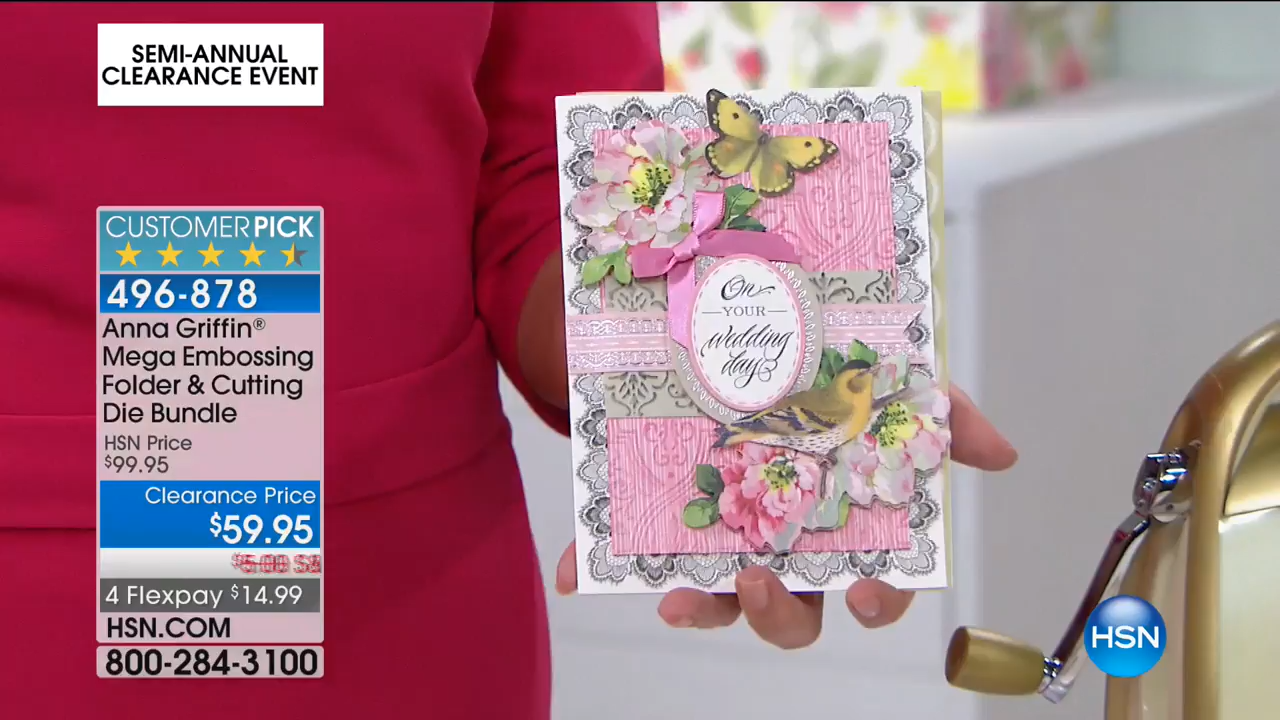 SEMI-ANNUAL
CLEARANCE EVENT
CUSTOMER PICK
496-878
Anna Griffin®
Mega Embossing
Folder & Cutting
Die Bundle
HSN Price
$99.95
Clearance Price
$59.95
$5.00 S&
4 Flexpay $14.99
HSN.COM
800-284-3100
On
YOUR
wedding
day
HSN